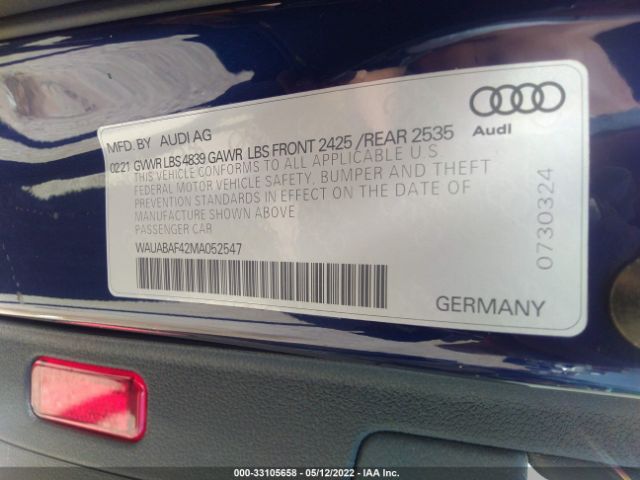 MFD. BY AUDI AG
0221 GVWR LBS 4839 GAWR LBS FRONT 2425 /REAR 2535
THIS VEHICLE CONFORMS TO ALL APPLICABLE U.S
FEDERAL MOTOR VEHICLE SAFETY, BUMPER AND THEFT
PREVENTION STANDARDS IN EFFECT ON THE DATE OF
MANUFACTURE SHOWN ABOVE
PASSENGER CAR
WAUABAF42MA052547
Audi
0730324
GERMANY
000-33105658 - 05/12/2022 - IAA Inc.